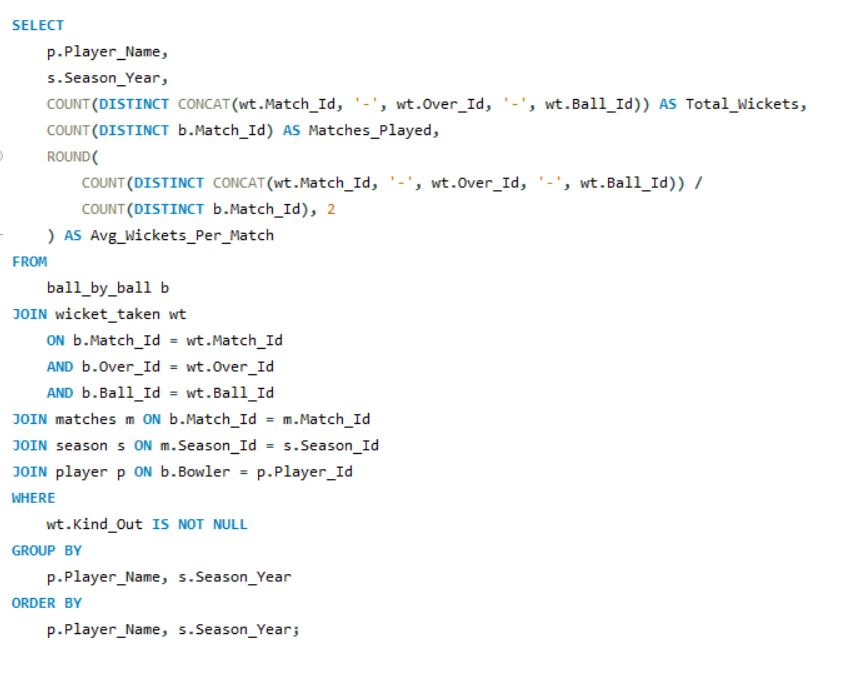 SELECT
p.Player_Name,
s.Season_Year,
COUNT(DISTINCT CONCAT(wt.Match_Id, '-', wt.Over_Id, '-', wt.Ball_Id)) AS Total_Wickets,
COUNT(DISTINCT b.Match_Id) AS Matches_Played,
ROUND(
COUNT(DISTINCT CONCAT(wt.Match_Id, '-', wt.Over_Id, '-', wt.Ball_Id)) /
COUNT(DISTINCT b.Match_Id), 2
) AS Avg_Wickets_Per_Match
FROM
ball_by_ball b
JOIN wicket_taken wt
ON b.Match_Id = wt.Match_Id
AND b.Over_Id = wt.Over_Id
AND b.Ball_Id = wt.Ball_Id
JOIN matches m ON b.Match_Id = m.Match_Id
JOIN season s ON m.Season_Id = s.Season_Id
JOIN player p ON b.Bowler = p.Player_Id
WHERE
wt.Kind_Out IS NOT NULL
GROUP BY
p.Player_Name, s.Season_Year
ORDER BY
p.Player_Name, s.Season_Year;